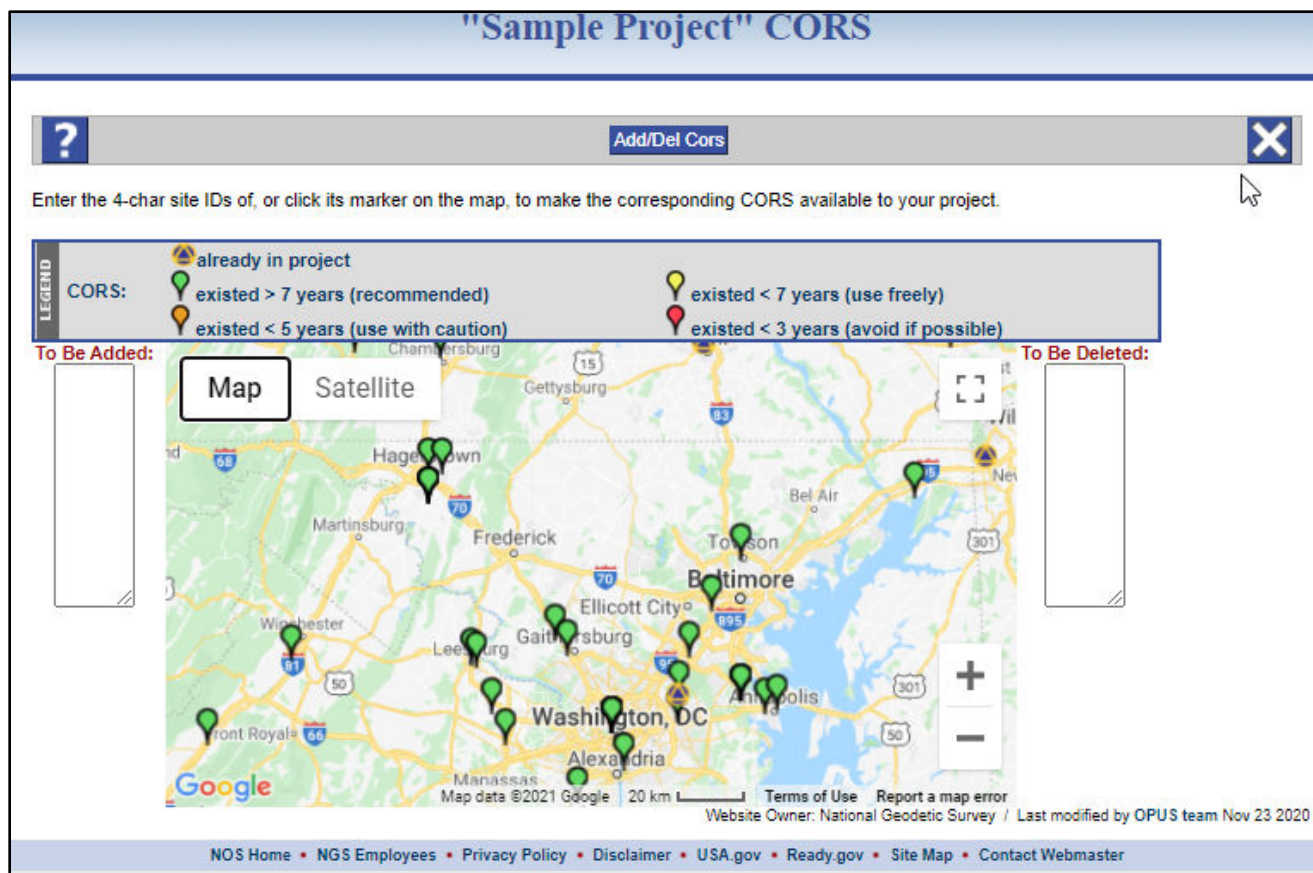 "Sample Project" CORS
?
Add/Del Cors
Enter the 4-char site IDs of, or click its marker on the map, to make the corresponding CORS available to your project.
LEGEND
CORS:
already in project
existed > 7 years (recommended)
existed < 7 years (use freely)
existed < 5 years (use with caution)
existed < 3 years (avoid if possible)
To Be Added:
To Be Deleted:
Map
Satellite
Chambersburg
15
Gettysburg
83
68
Hagerstown
70
Martinsburg
Frederick
Bel Air
95
301
Towson
Baltimore
70
Ellicott City
895
Winchester
Gaithersburg
Leesburg
81
50
95
301
Annapolis
Washington, DC
Front Royal
66
50
Alexandria
Manassas
Google
Map data ©2021 Google
20 km
Terms of Use
Report a map error
Website Owner: National Geodetic Survey / Last modified by OPUS team Nov 23 2020
NOS Home • NGS Employees • Privacy Policy • Disclaimer • USA.gov • Ready.gov • Site Map • Contact Webmaster